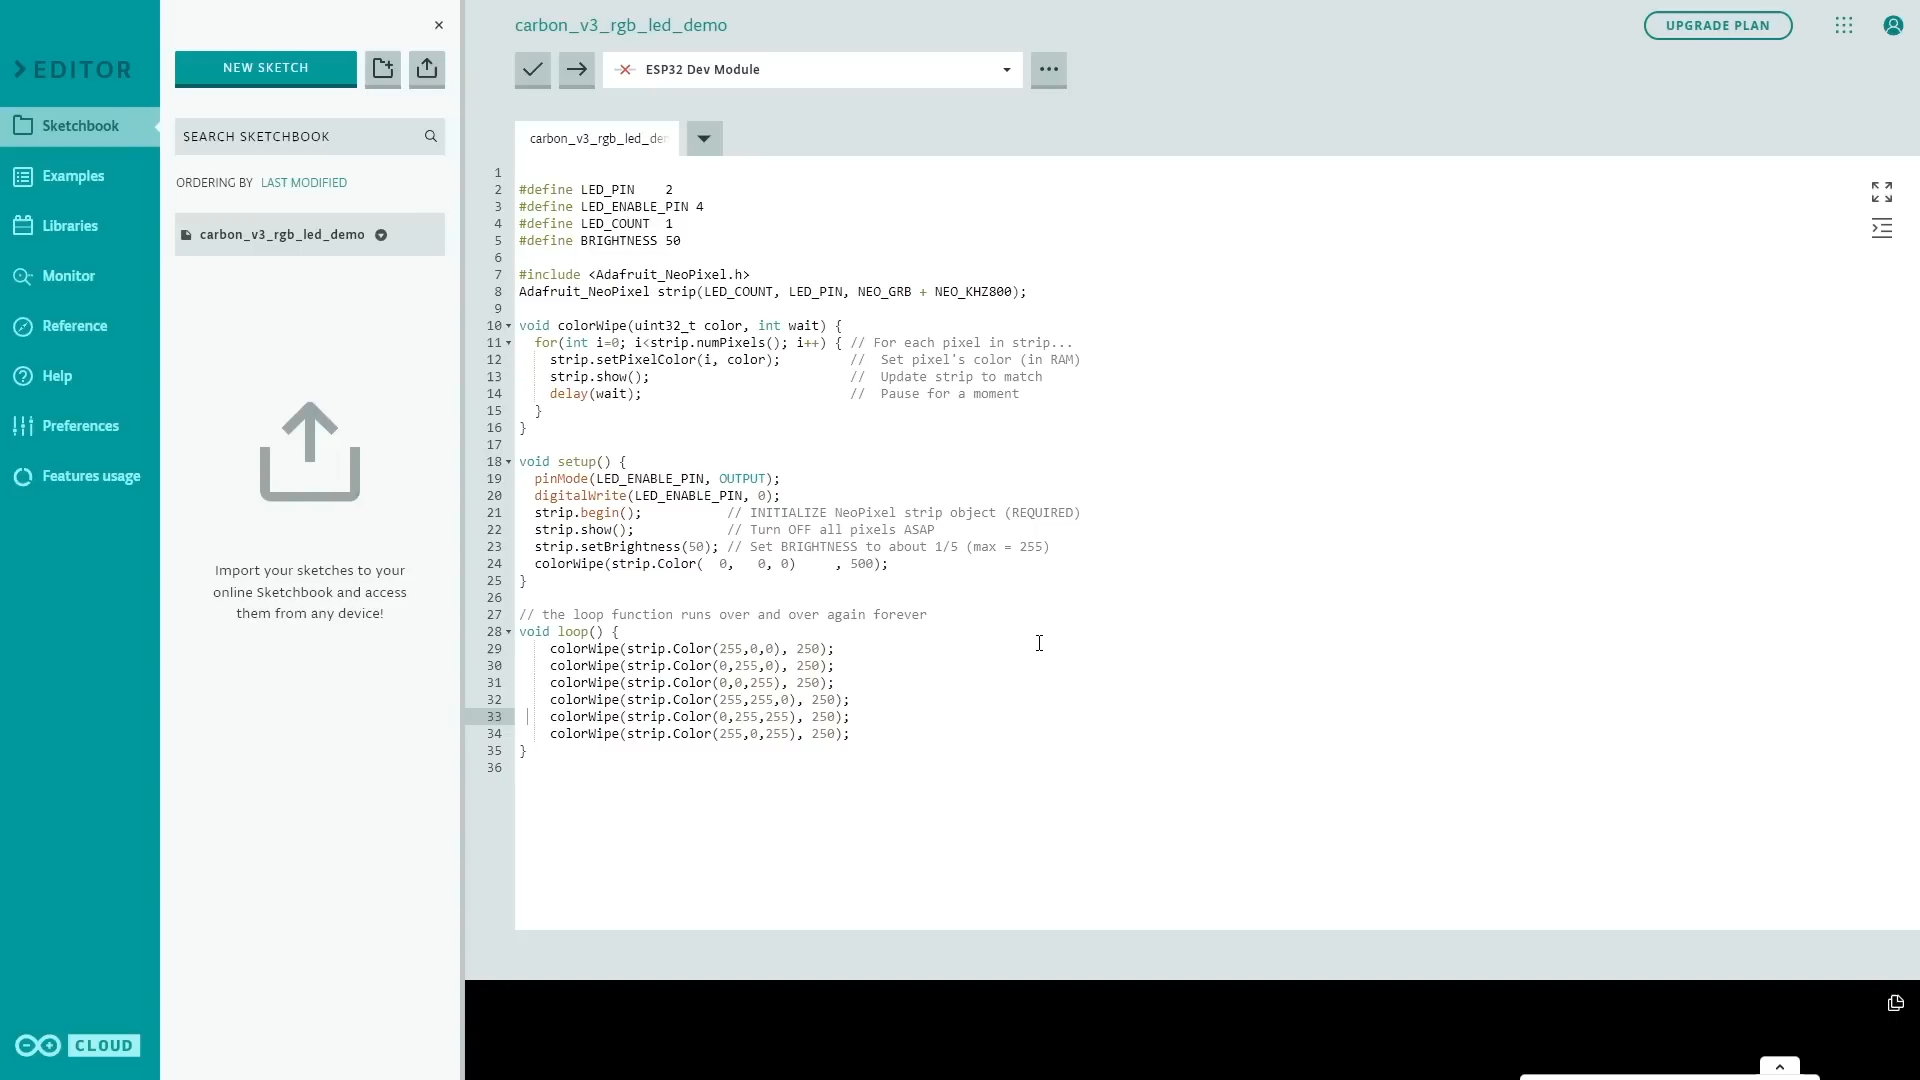 EDITOR
Sketchbook
Examples
Libraries
Monitor
Reference
Help
Preferences
Features usage
CLOUD
×
NEW SKETCH
SEARCH SKETCHBOOK
ORDERING BY LAST MODIFIED
carbon_v3_rgb_led_demo
Import your sketches to your
online Sketchbook and access
them from any device!
carbon_v3_rgb_led_demo
UPGRADE PLAN
ESP32 Dev Module
carbon_v3_rgb_led_de
1
2 #define LED_PIN    2
3 #define LED_ENABLE_PIN 4
4 #define LED_COUNT  1
5 #define BRIGHTNESS 50
6
7 #include <Adafruit_NeoPixel.h>
8 Adafruit_NeoPixel strip(LED_COUNT, LED_PIN, NEO_GRB + NEO_KHZ800);
9
10 void colorWipe(uint32_t color, int wait) {
11   for(int i=0; i<strip.numPixels(); i++) { // For each pixel in strip...
12     strip.setPixelColor(i, color);         //  Set pixel's color (in RAM)
13     strip.show();                          //  Update strip to match
14     delay(wait);                           //  Pause for a moment
15   }
16 }
17
18 void setup() {
19   pinMode(LED_ENABLE_PIN, OUTPUT);
20   digitalWrite(LED_ENABLE_PIN, 0);
21   strip.begin();           // INITIALIZE NeoPixel strip object (REQUIRED)
22   strip.show();            // Turn OFF all pixels ASAP
23   strip.setBrightness(50); // Set BRIGHTNESS to about 1/5 (max = 255)
24   colorWipe(strip.Color(  0,   0, 0)     , 500);
25 }
26
27 // the loop function runs over and over again forever
28 void loop() {
29     colorWipe(strip.Color(255,0,0), 250);
30     colorWipe(strip.Color(0,255,0), 250);
31     colorWipe(strip.Color(0,0,255), 250);
32     colorWipe(strip.Color(255,255,0), 250);
33     colorWipe(strip.Color(0,255,255), 250);
34     colorWipe(strip.Color(255,0,255), 250);
35 }
36